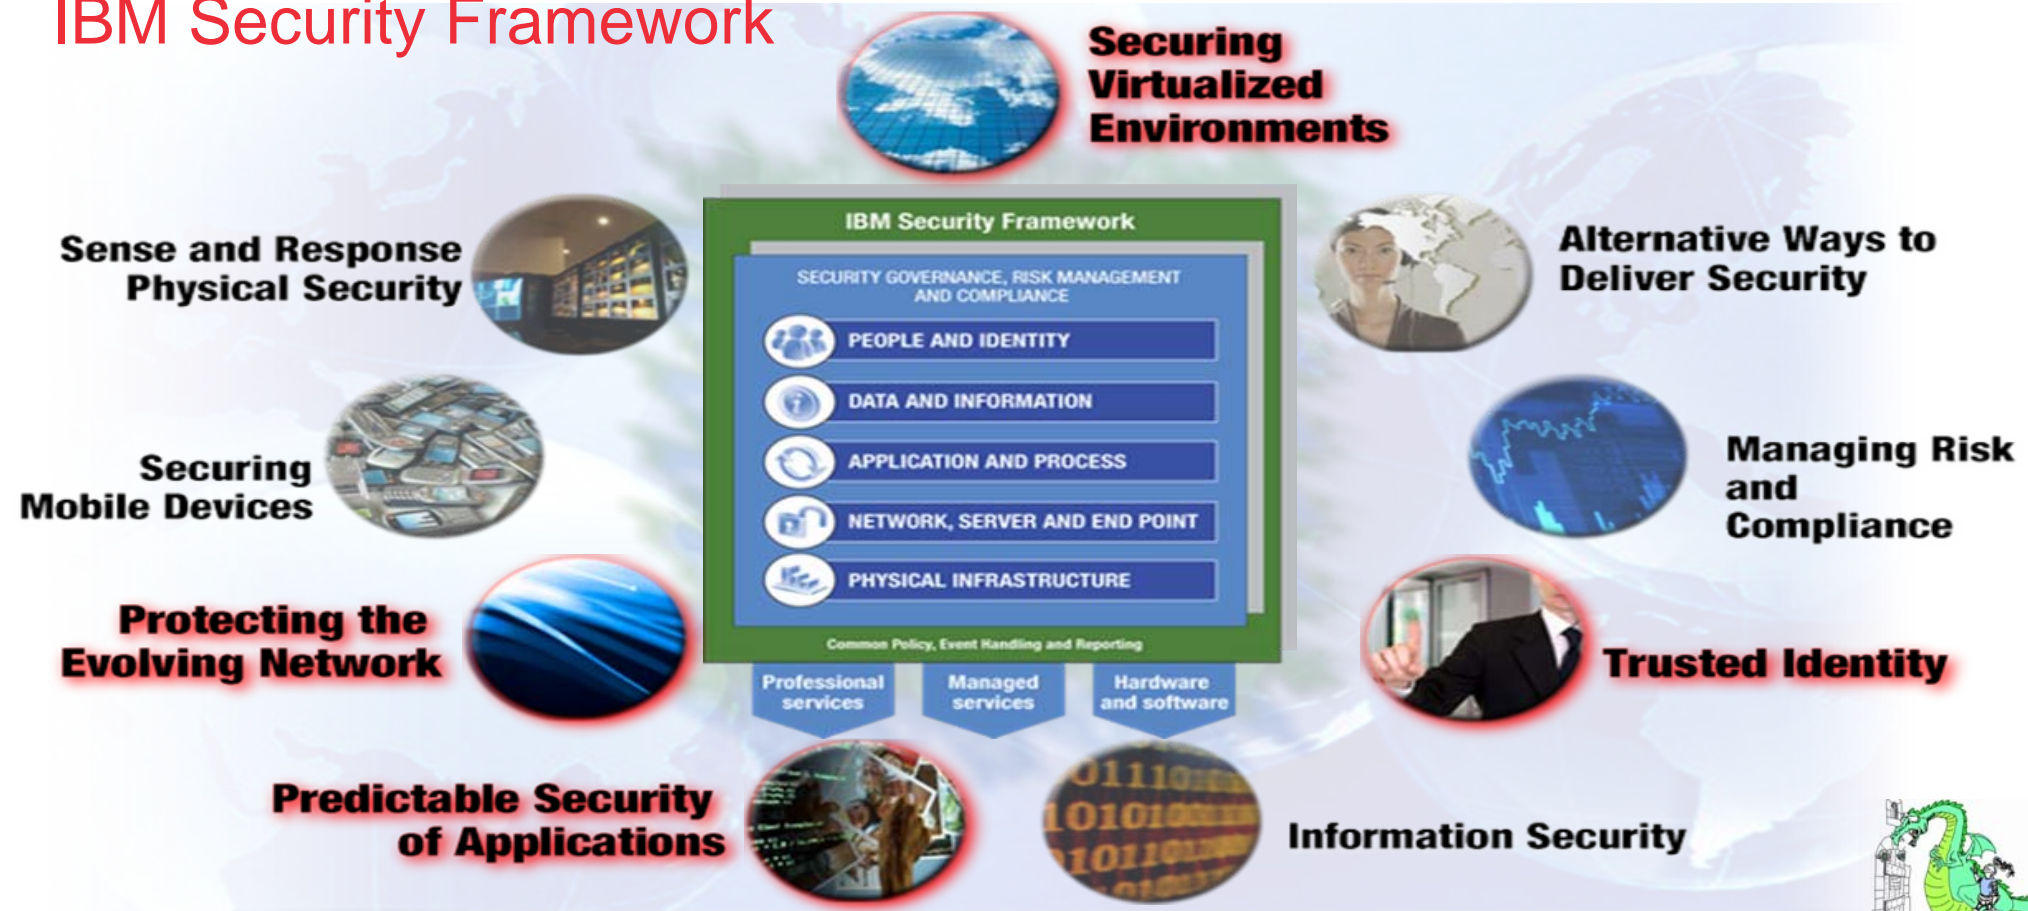 IBM Security Framework
Securing
Virtualized
Environments
Sense and Response
Physical Security
Alternative Ways to
Deliver Security
IBM Security Framework
SECURITY GOVERNANCE, RISK MANAGEMENT
AND COMPLIANCE
PEOPLE AND IDENTITY
DATA AND INFORMATION
APPLICATION AND PROCESS
NETWORK, SERVER AND END POINT
PHYSICAL INFRASTRUCTURE
Common Policy, Event Handling and Reporting
Professional
services
Managed
services
Hardware
and software
Securing
Mobile Devices
Managing Risk
and
Compliance
Protecting the
Evolving Network
Trusted Identity
Predictable Security
of Applications
Information Security